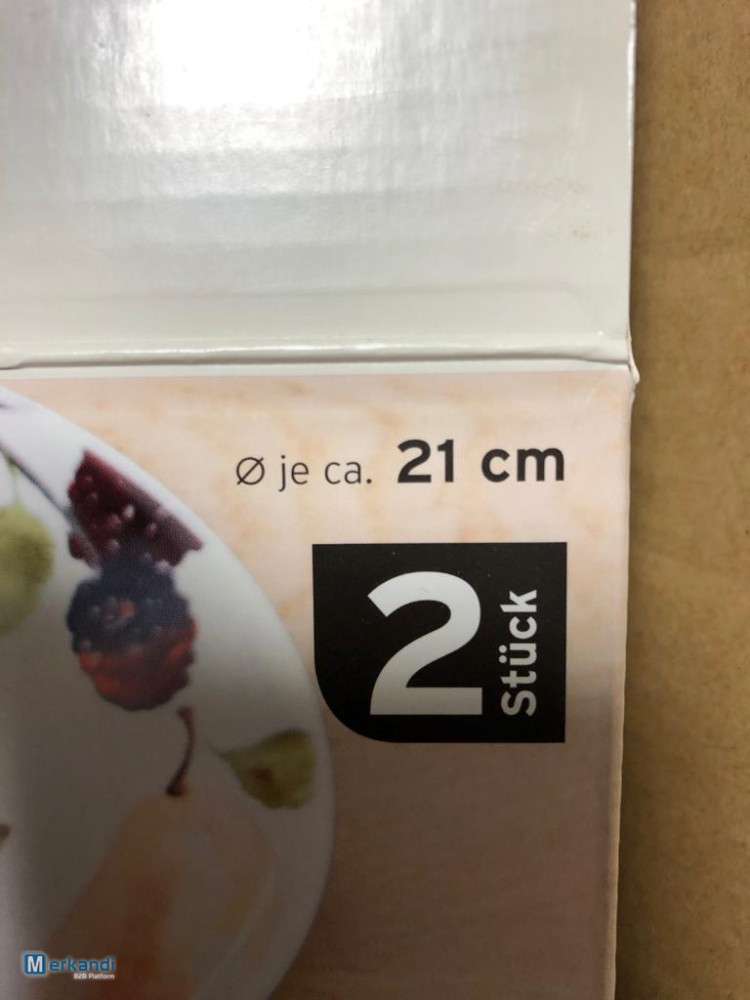 Ø je ca. 21 cm
2 Stück
Merkandi
B2B Platform